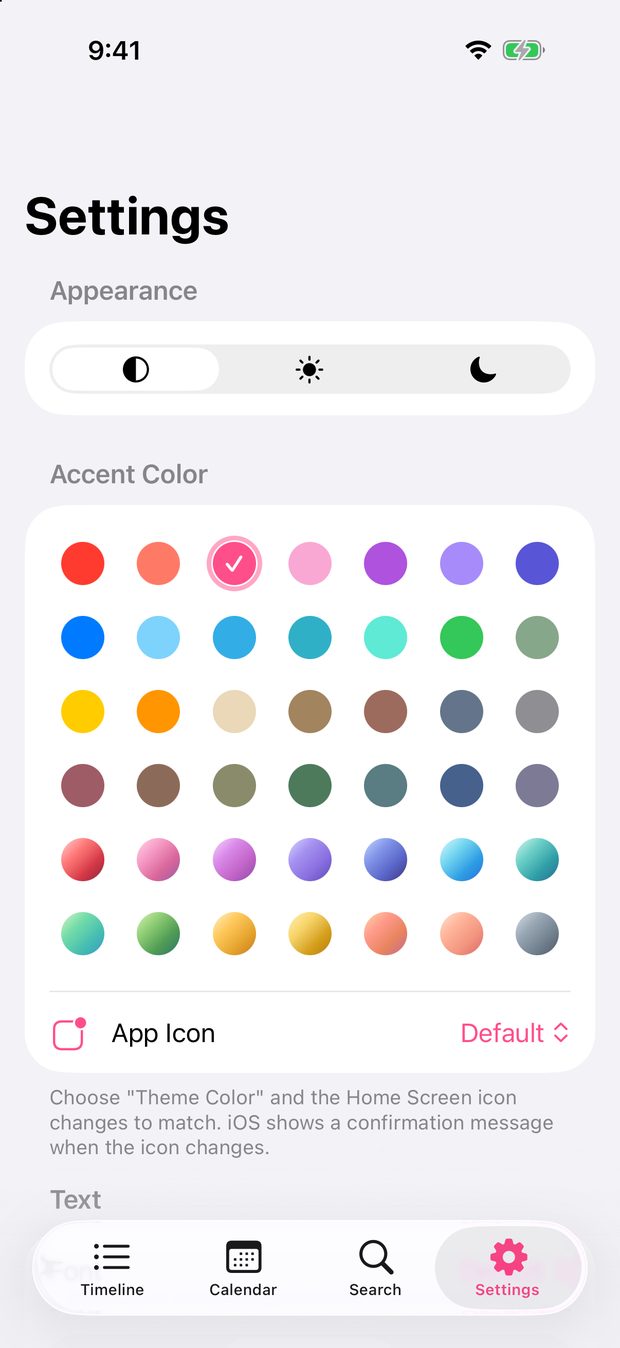 9:41
Settings
Appearance
Accent Color
App Icon
Default
Choose "Theme Color" and the Home Screen icon
changes to match. iOS shows a confirmation message
when the icon changes.
Text
Font
Timeline
Calendar
Search
Settings